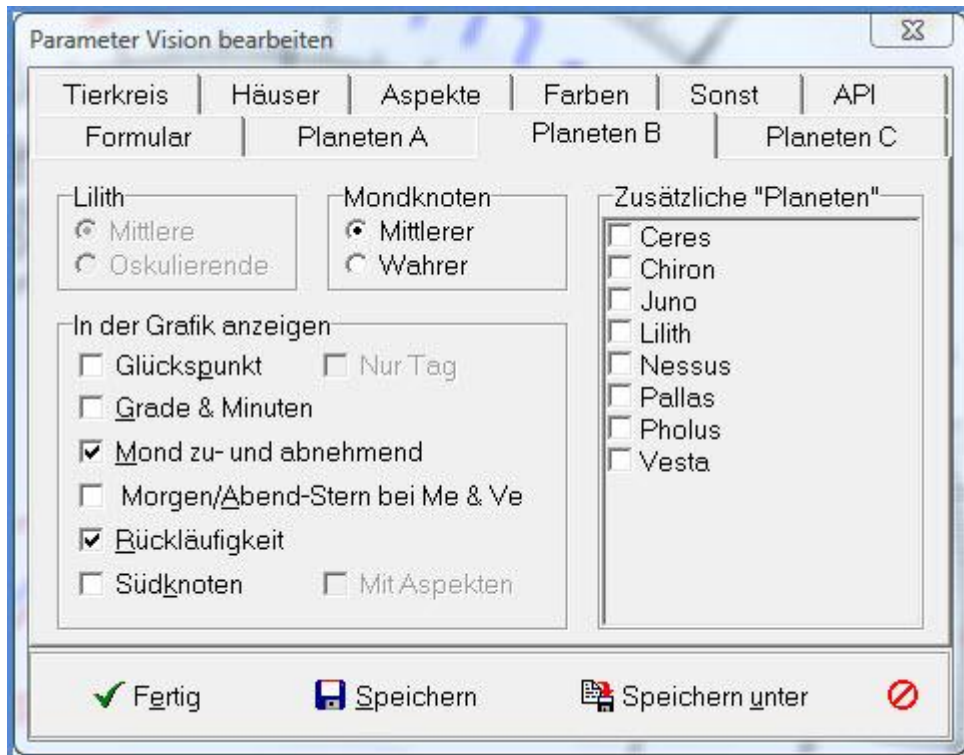 Parameter Vision bearbeiten
Tierkreis Häuser Aspekte Farben Sonst API
Formular Planeten A Planeten B Planeten C
Lilith
Mittlere
Oskulierende
Mondknoten
Mittlerer
Wahrer
In der Grafik anzeigen
Glückspunkt Nur Tag
Grade & Minuten
Mond zu- und abnehmend
Morgen/Abend-Stern bei Me & Ve
Rückläufigkeit
Südknoten Mit Aspekten
Zusätzliche "Planeten"
Ceres
Chiron
Juno
Lilith
Nessus
Pallas
Pholus
Vesta
Fertig Speichern Speichern unter